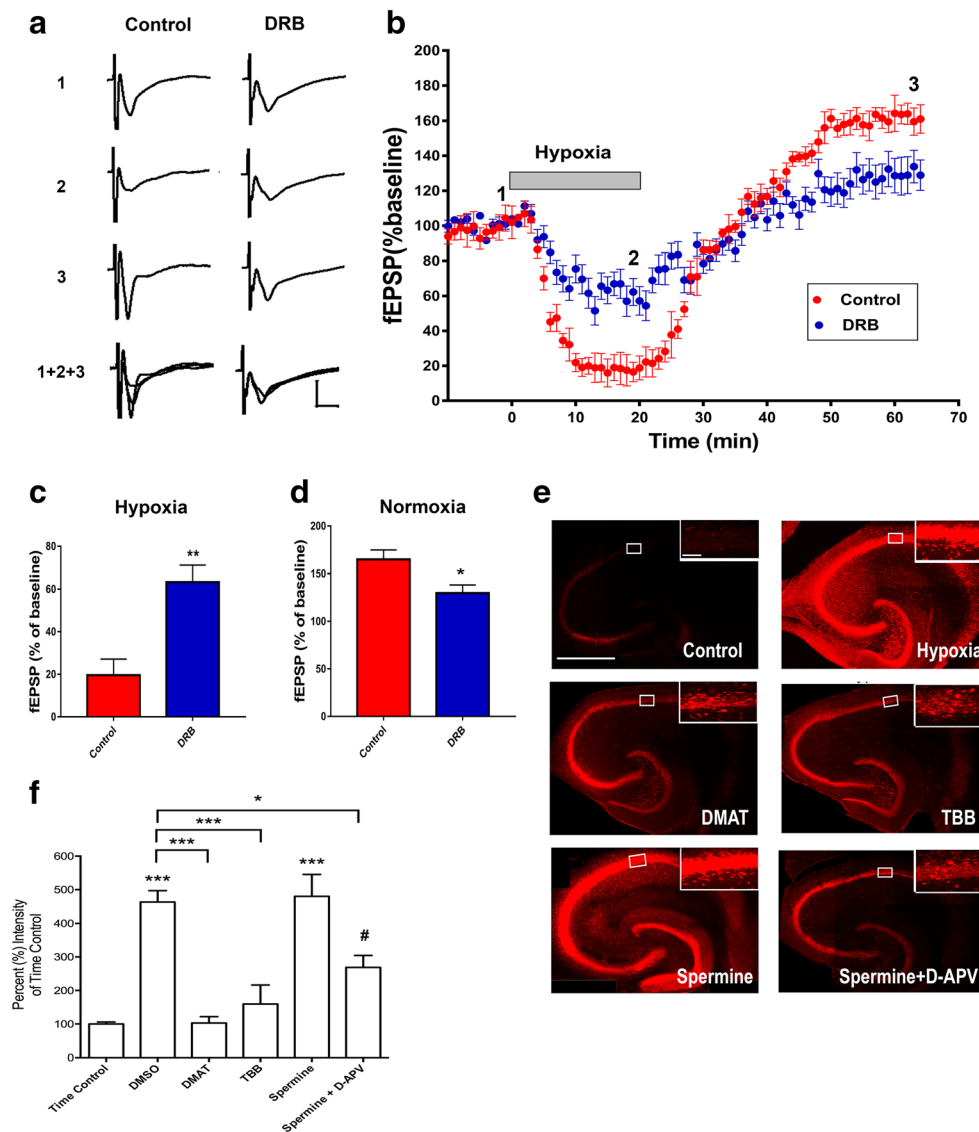 a
Control
DRB
1
2
3
1+2+3
b
fEPSP(%baseline)
200
180
160
140
120
100
80
60
40
20
0
Hypoxia
1
2
3
Control
DRB
0
10
20
30
40
50
60
70
Time (min)
c
Hypoxia
fEPSP (% of baseline)
80
60
40
20
0
**
Control
DRB
d
Normoxia
fEPSP (% of baseline)
200
150
100
50
0
*
Control
DRB
e
Control
Hypoxia
DMAT
TBB
Spermine
Spermine+D-APV
f
Percent (%) Intensity
of Time Control
600
500
400
300
200
100
0
*
***
***
***
***
#
Time Control
DMSO
DMAT
TBB
Spermine
Spermine + D-APV